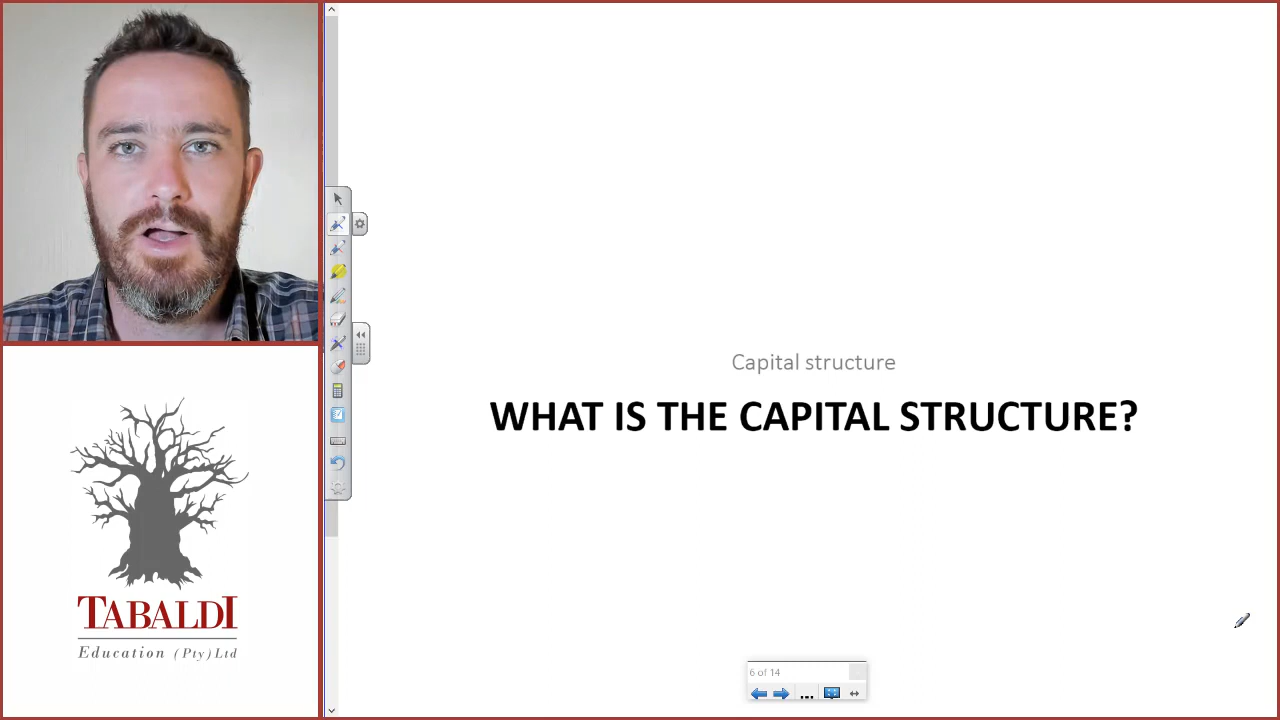 Capital structure
WHAT IS THE CAPITAL STRUCTURE?
TABALDI
Education (Pty) Ltd
6 of 14
...